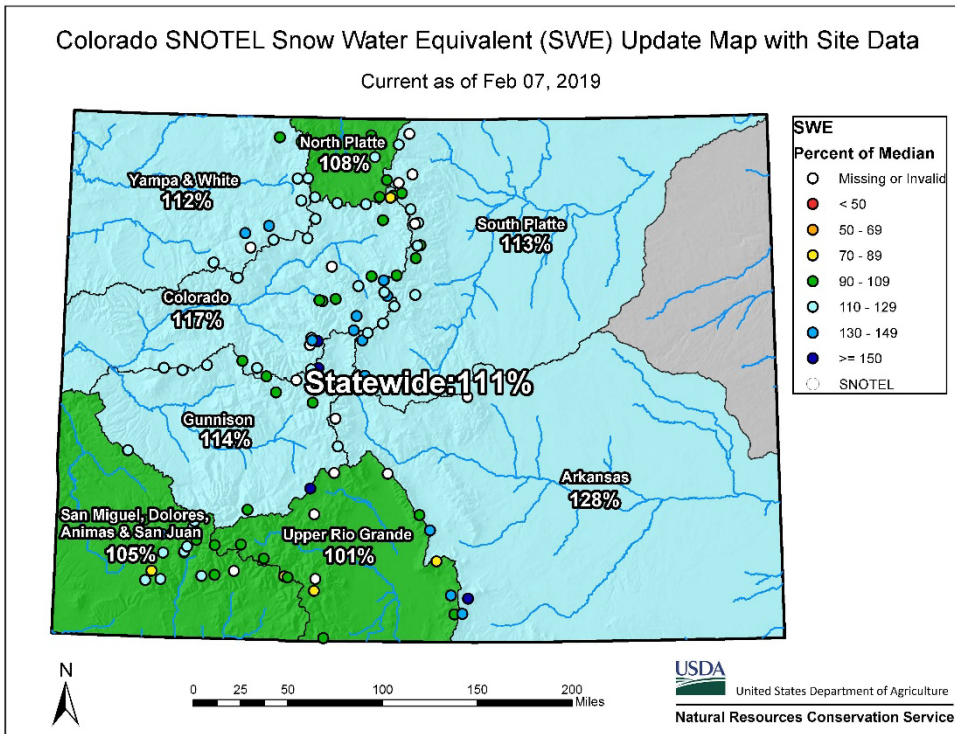 Colorado SNOTEL Snow Water Equivalent (SWE) Update Map with Site Data
Current as of Feb 07, 2019
North Platte
108%
Yampa & White
112%
South Platte
113%
Colorado
117%
Statewide:111%
Gunnison
114%
Arkansas
128%
San Miguel, Dolores,
Animas & San Juan
105%
Upper Rio Grande
101%
SWE
Percent of Median
Missing or Invalid
< 50
50 - 69
70 - 89
90 - 109
110 - 129
130 - 149
>= 150
SNOTEL
N
0 25 50 100 150 200
Miles
USDA
United States Department of Agriculture
Natural Resources Conservation Service